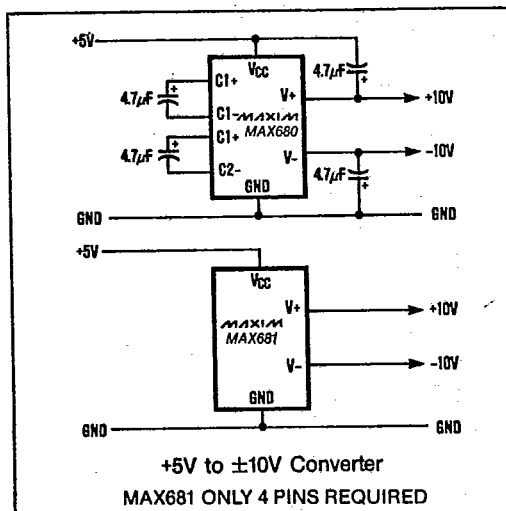 +5V
VCC
4.7µF
C1+
4.7µF
V+
+10V
C1-
MAXIM
MAX680
C1+
4.7µF
V-
-10V
C2-
4.7µF
GND
GND
GND
+5V
VCC
V+
+10V
MAXIM
MAX681
V-
-10V
GND
GND
GND
+5V to ±10V Converter
MAX681 ONLY 4 PINS REQUIRED